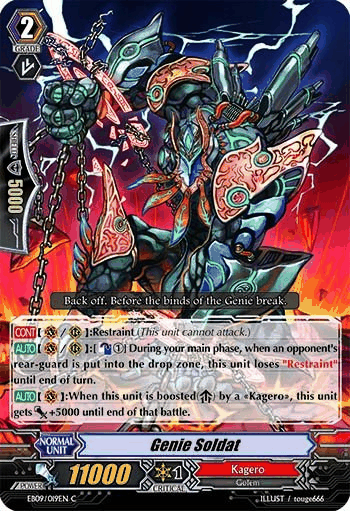 2
GRADE
SHIELD
5000
Back off. Before the binds of the Genic break.
CONT【 / 】:Restraint (This unit cannot attack.)
AUTO【 / 】:[ ①] During your main phase, when an opponent's
rear-guard is put into the drop zone, this unit loses "Restraint"
until end of turn.
AUTO【 / 】:When this unit is boosted by a «Kagero», this unit
gets +5000 until end of that battle.
NORMAL
UNIT
Genie Soldat
POWER
11000
1
CRITICAL
Kagero
Golem
EB09/019EN C
ILLUST / touge666